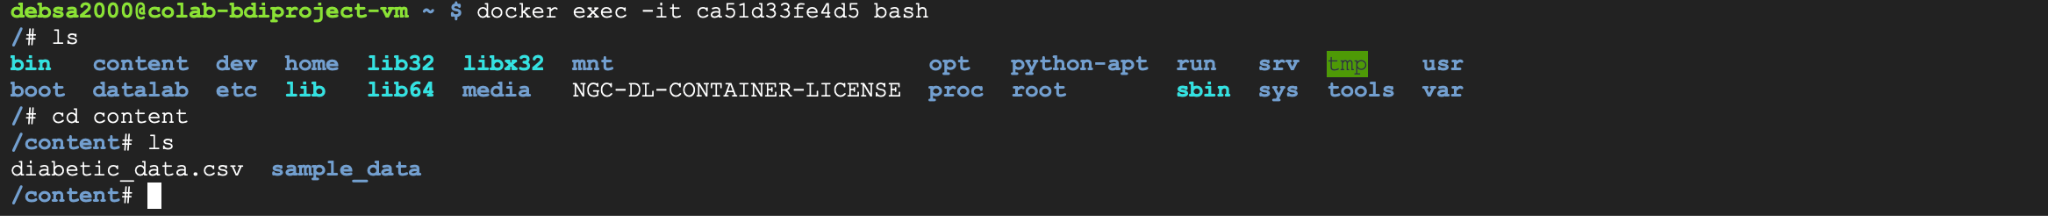 debsa2000@colab-bdiproject-vm ~ $ docker exec -it ca51d33fe4d5 bash
/# ls
bin content dev home lib32 libx32 mnt opt python-apt run srv tmp usr
boot datalab etc lib lib64 media NGC-DL-CONTAINER-LICENSE proc root sbin sys tools var
/# cd content
/content# ls
diabetic_data.csv sample_data
/content#